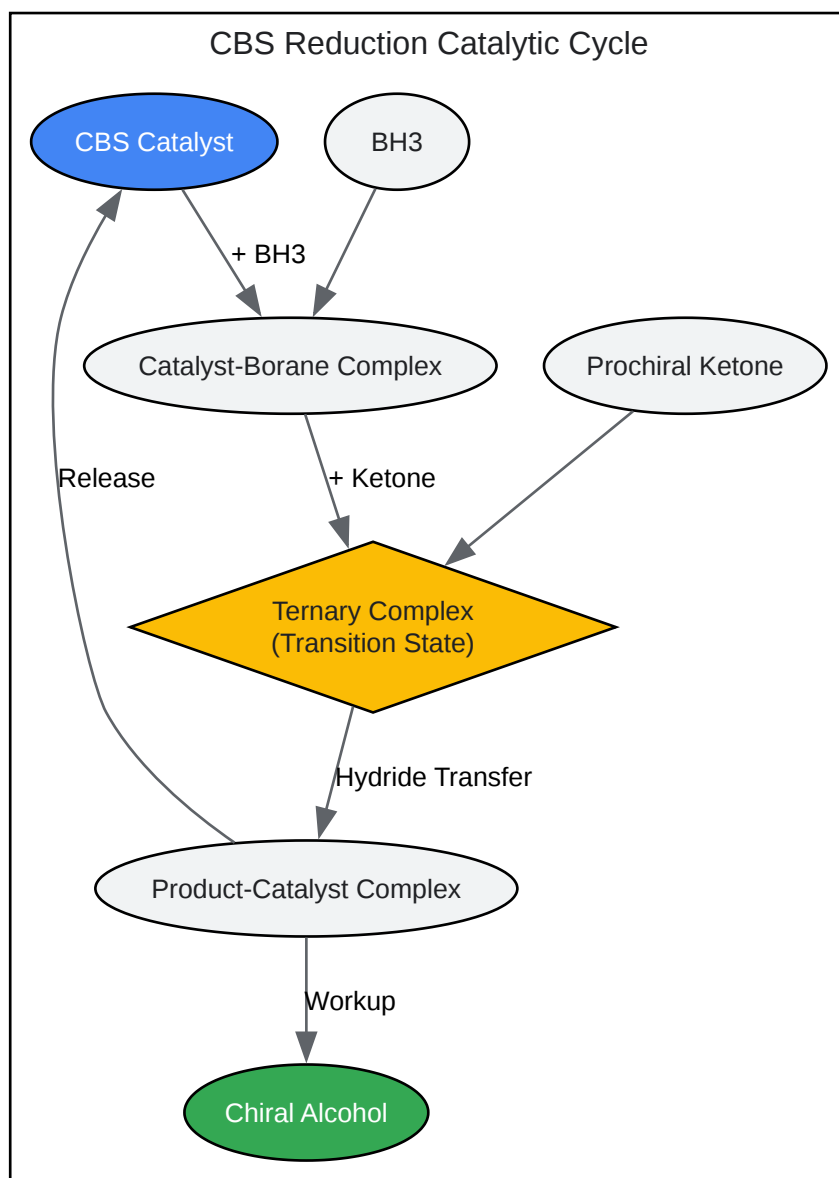 CBS Reduction Catalytic Cycle
CBS Catalyst
BH3
+ BH3
Catalyst-Borane Complex
Prochiral Ketone
Release
+ Ketone
Ternary Complex
(Transition State)
Hydride Transfer
Product-Catalyst Complex
Workup
Chiral Alcohol